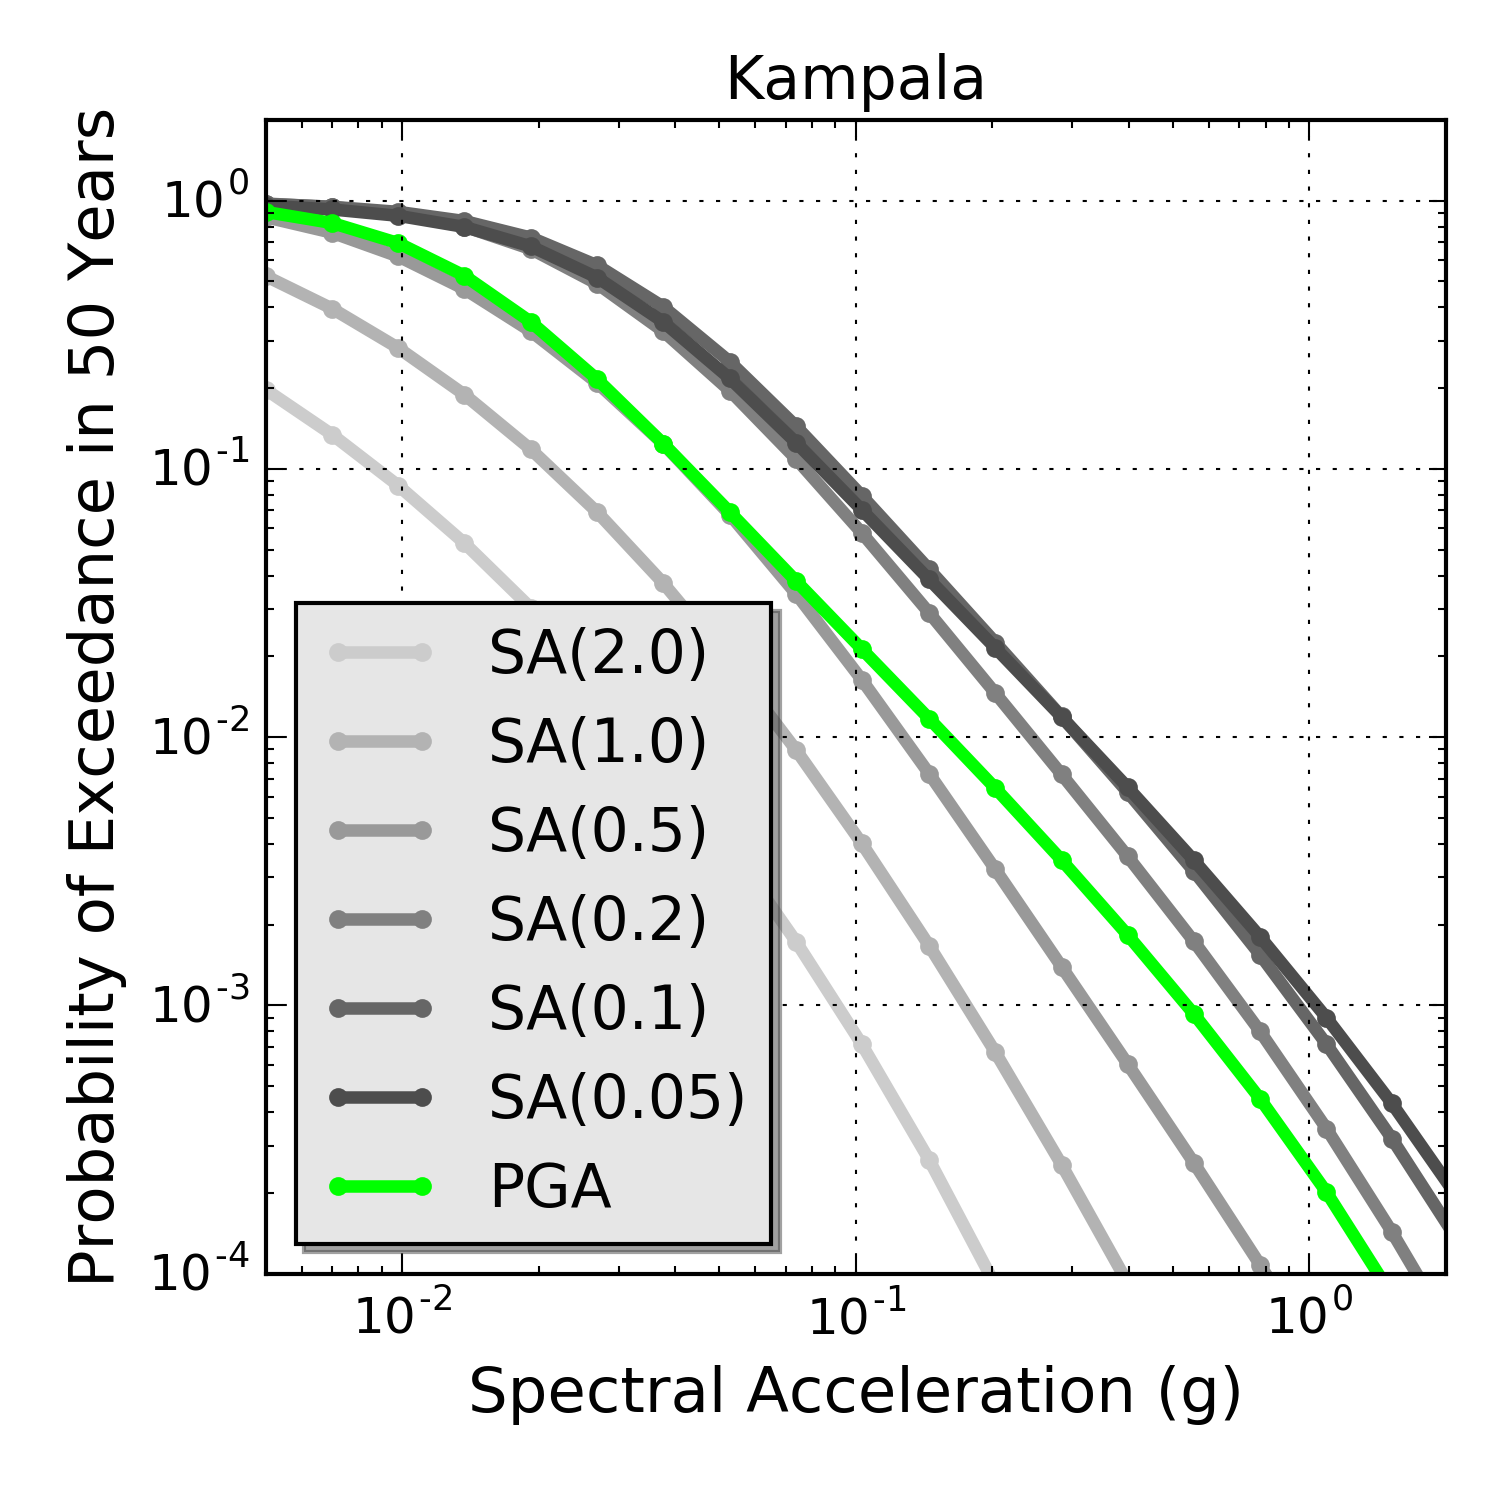 Kampala
Probability of Exceedance in 50 Years
10^0
10^-1
10^-2
10^-3
10^-4
SA(2.0)
SA(1.0)
SA(0.5)
SA(0.2)
SA(0.1)
SA(0.05)
PGA
10^-2 10^-1 10^0
Spectral Acceleration (g)